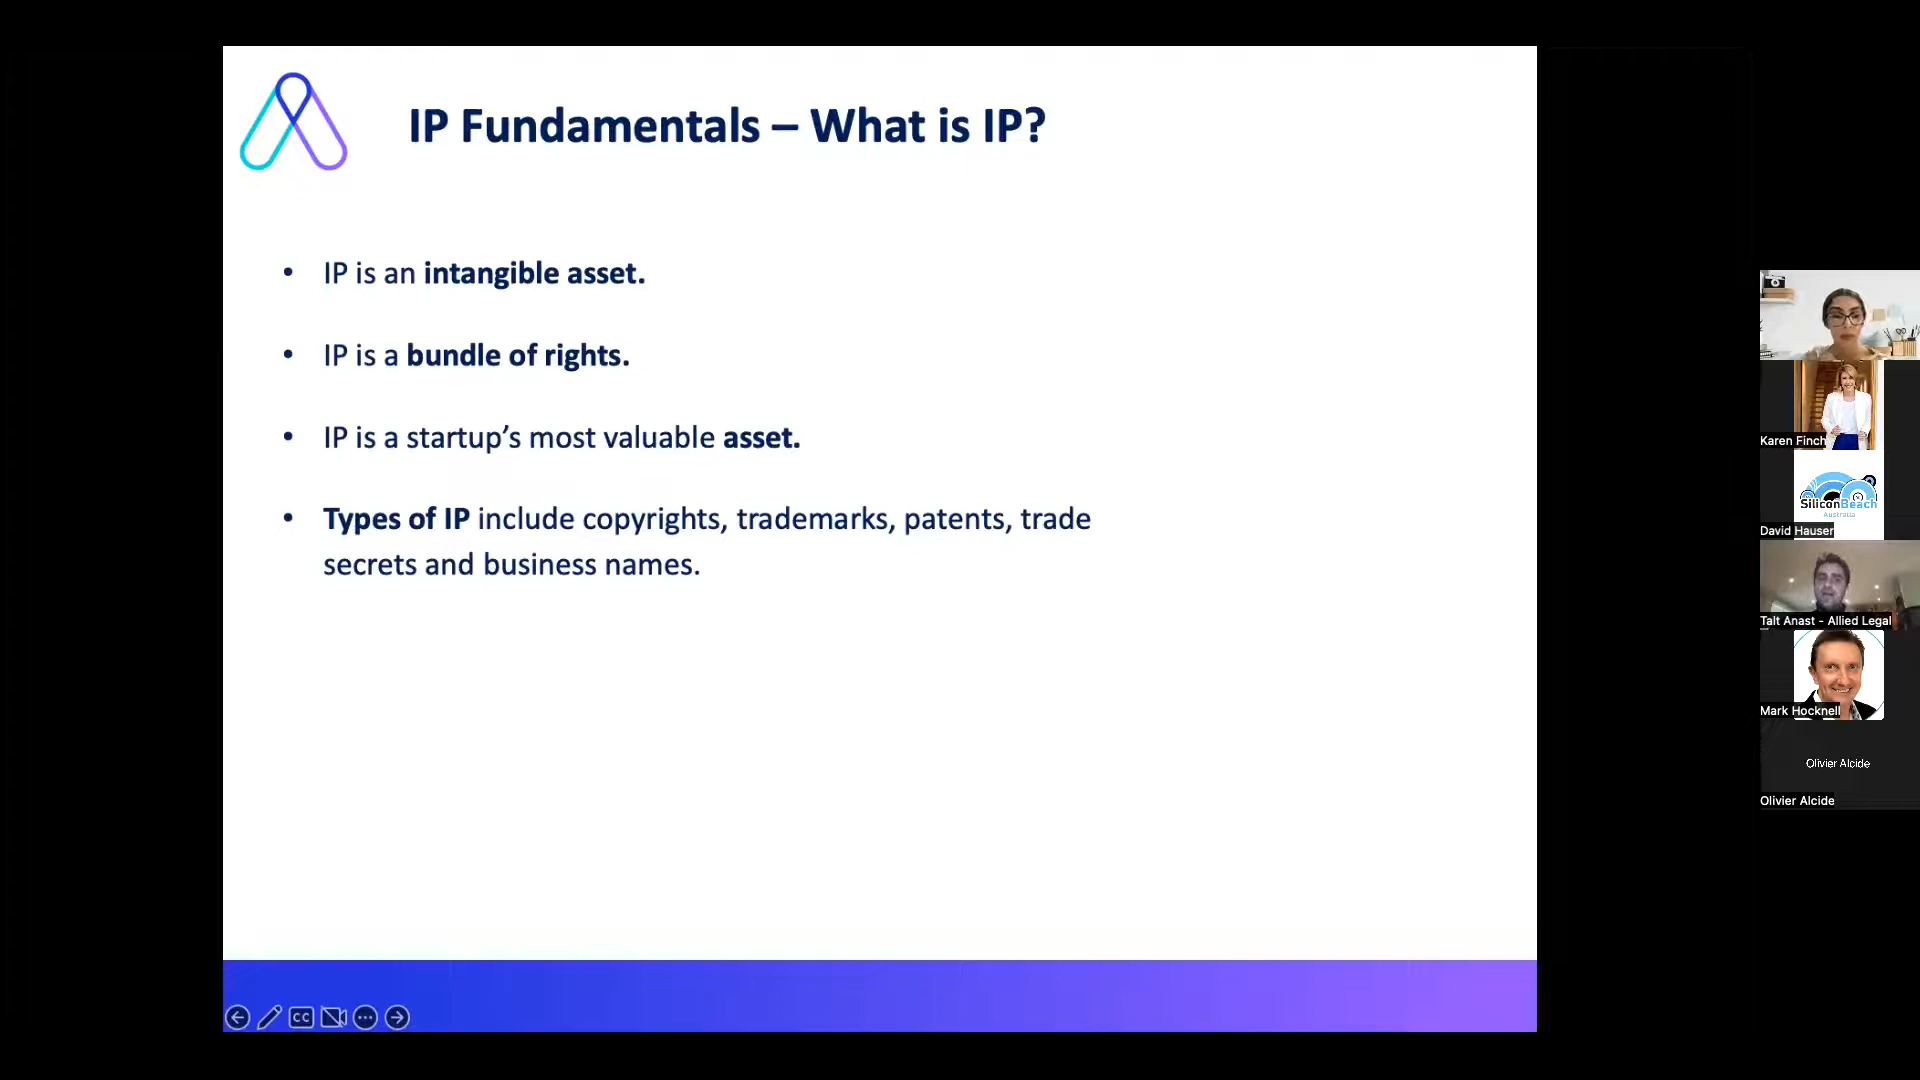 IP Fundamentals – What is IP?
• IP is an intangible asset.
• IP is a bundle of rights.
• IP is a startup’s most valuable asset.
• Types of IP include copyrights, trademarks, patents, trade
secrets and business names.
CC
Karen Finch
SiliconBeach
Australia
David Hauser
Talt Anast - Allied Legal
Mark Hocknell
Olivier Alcide
Olivier Alcide